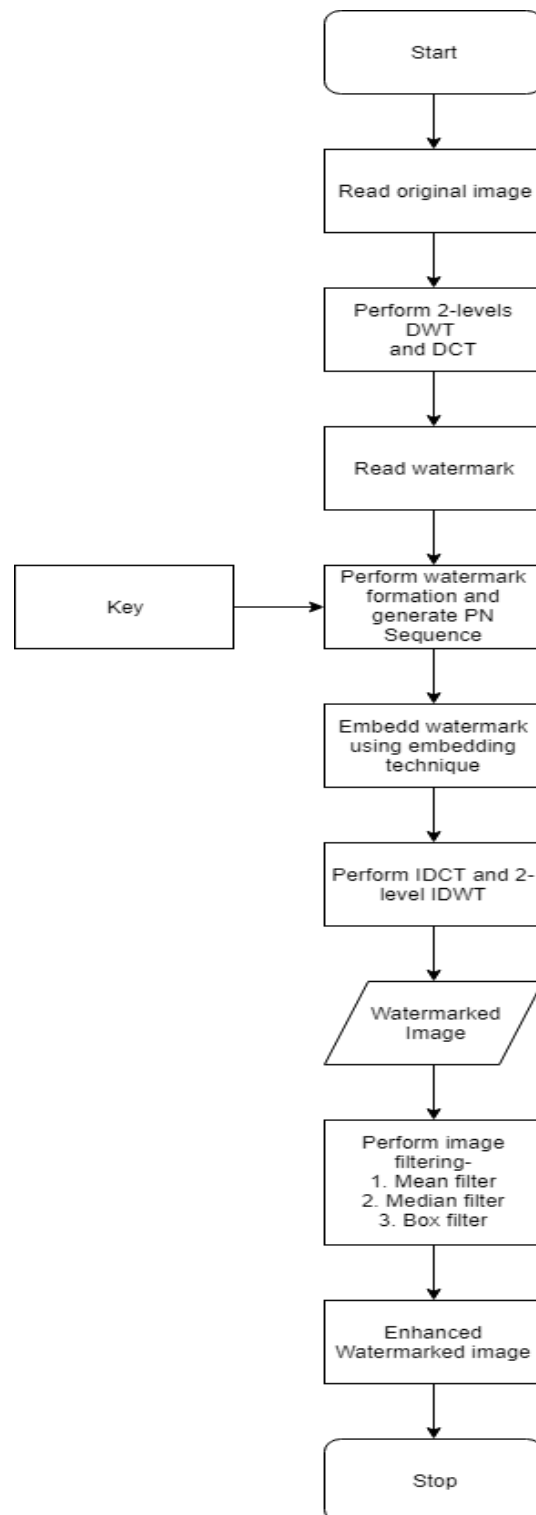 Start
Read original image
Perform 2-levels
DWT
and DCT
Read watermark
Key
Perform watermark
formation and
generate PN
Sequence
Embedd watermark
using embedding
technique
Perform IDCT and 2-
level IDWT
Watermarked
Image
Perform image
filtering-
1. Mean filter
2. Median filter
3. Box filter
Enhanced
Watermarked image
Stop